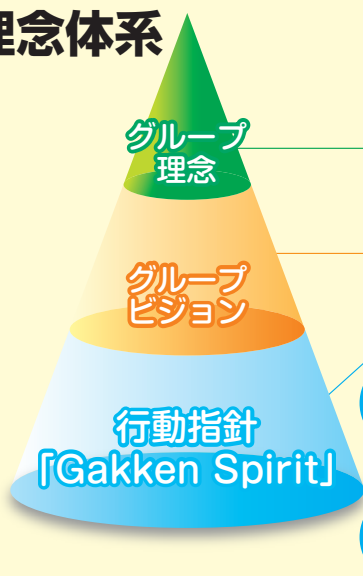 理念体系
グループ
理念
グループ
ビジョン
行動指針
「Gakken Spirit」